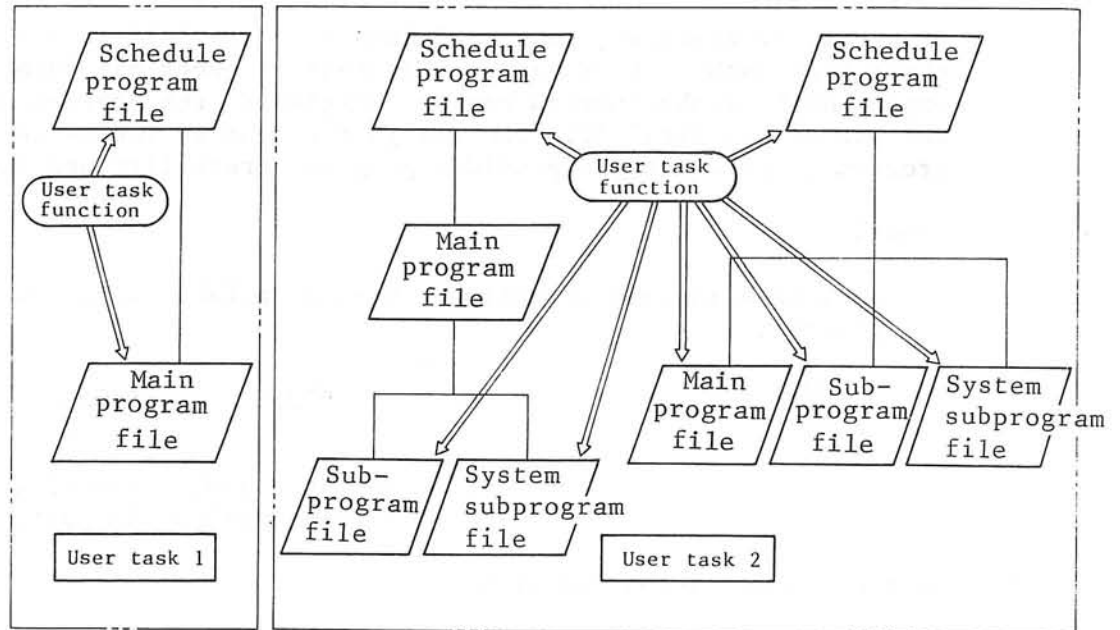 Schedule
program
file
User task
function
Main
program
file
User task 1
Schedule
program
file
Schedule
program
file
User task
function
Main
program
file
Sub-
program
file
System
subprogram
file
Main
program
file
Sub-
program
file
System
subprogram
file
User task 2